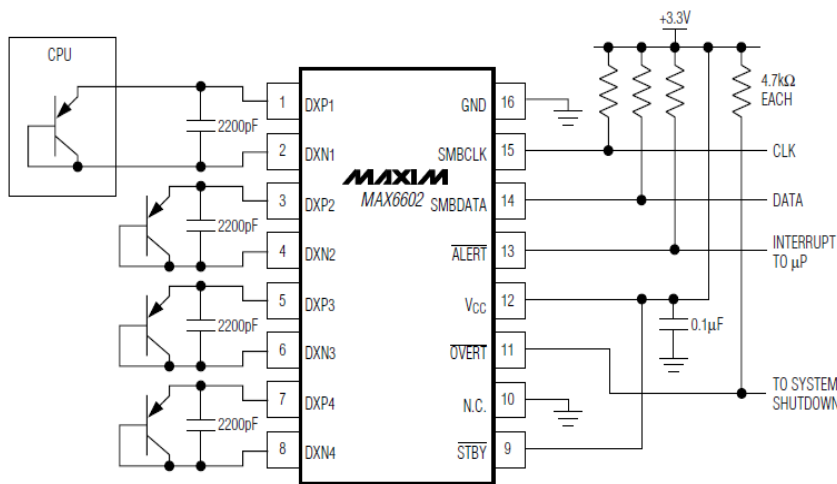 +3.3V
CPU
4.7kΩ
EACH
2200pF
1 DXP1
GND 16
2 DXN1
SMBCLK 15
CLK
MAXIM
MAX6602
3 DXP2
SMBDATA 14
DATA
2200pF
4 DXN2
ALERT 13
INTERRUPT
TO µP
5 DXP3
VCC 12
2200pF
0.1µF
6 DXN3
OVERT 11
7 DXP4
N.C. 10
TO SYSTEM
SHUTDOWN
2200pF
8 DXN4
STBY 9